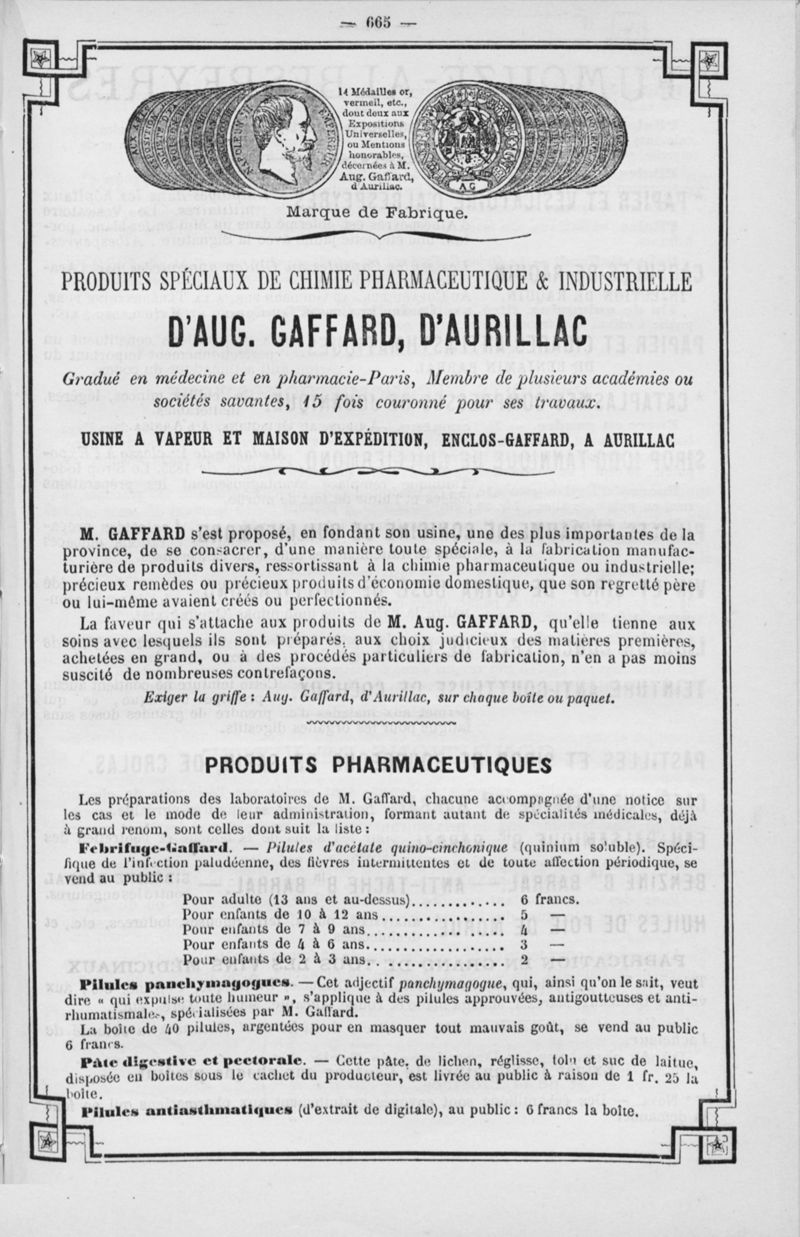 — 665 —
14 Médailles or,
vermeil, etc.,
dont deux aux
Expositions
Universelles,
ou Mentions
honorables,
décernées à M.
Aug. Gaffard,
d'Aurillac.
NAPOLEON III EMPEREUR
A G
Marque de Fabrique.
PRODUITS SPÉCIAUX DE CHIMIE PHARMACEUTIQUE & INDUSTRIELLE
D'AUG. GAFFARD, D'AURILLAC
Gradué en médecine et en pharmacie-Paris, Membre de plusieurs académies ou
sociétés savantes, 15 fois couronné pour ses travaux.
USINE A VAPEUR ET MAISON D'EXPÉDITION, ENCLOS-GAFFARD, A AURILLAC
M. GAFFARD s'est proposé, en fondant son usine, une des plus importantes de la
province, de se consacrer, d'une manière toute spéciale, à la fabrication manufac-
turière de produits divers, ressortissant à la chimie pharmaceutique ou industrielle;
précieux remèdes ou précieux produits d'économie domestique, que son regretté père
ou lui-même avaient créés ou perfectionnés.
La faveur qui s'attache aux produits de M. Aug. GAFFARD, qu'elle tienne aux
soins avec lesquels ils sont préparés, aux choix judicieux des matières premières,
achetées en grand, ou à des procédés particuliers de fabrication, n'en a pas moins
suscité de nombreuses contrefaçons.
Exiger la griffe : Aug. Gaffard, d'Aurillac, sur chaque boîte ou paquet.
PRODUITS PHARMACEUTIQUES
Les préparations des laboratoires de M. Gaffard, chacune accompagnée d'une notice sur
les cas et le mode de leur administration, formant autant de spécialités médicales, déjà
à grand renom, sont celles dont suit la liste :
Febrifuge-Gaffard. — Pilules d'acétate quino-cinchonique (quinium soluble). Spéci-
fique de l'infection paludéenne, des fièvres intermittentes et de toute affection périodique, se
vend au public :
Pour adulte (13 ans et au-dessus)............. 6 francs.
Pour enfants de 10 à 12 ans................. 5 —
Pour enfants de 7 à 9 ans................... 4 —
Pour enfants de 4 à 6 ans................... 3 —
Pour enfants de 2 à 3 ans................... 2 —
Pilules panchymagogues. — Cet adjectif panchymagogue, qui, ainsi qu'on le sait, veut
dire « qui expulse toute humeur », s'applique à des pilules approuvées, antigoutteuses et anti-
rhumatismales, spécialisées par M. Gaffard.
La boîte de 40 pilules, argentées pour en masquer tout mauvais goût, se vend au public
6 francs.
Pâte digestive et pectorale. — Cette pâte, de lichen, réglisse, tolu et suc de laitue,
disposée en boîtes sous le cachet du producteur, est livrée au public à raison de 1 fr. 25 la
boîte.
Pilules antiasthmatiques (d'extrait de digitale), au public : 6 francs la boîte.